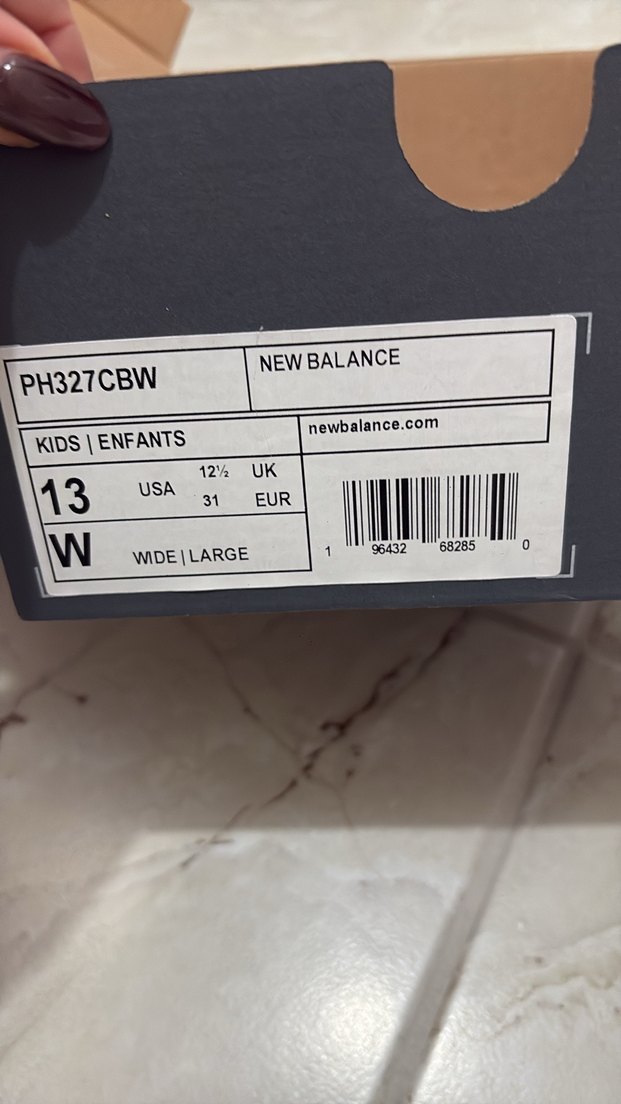 PH327CBW
NEW BALANCE
KIDS | ENFANTS
newbalance.com
13 USA 12½ UK
31 EUR
W WIDE | LARGE
1 96432 68285 0